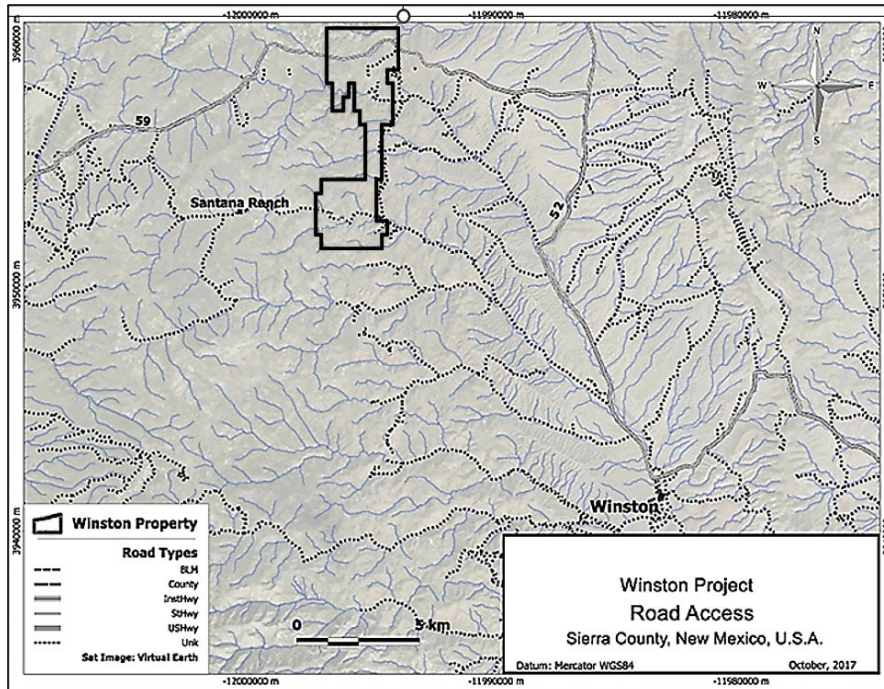 -12000000 m
-11990000 m
-11980000 m
3960000 m
N
W
E
S
59
52
Santana Ranch
3950000 m
Winston
3940000 m
Winston Property
Road Types
BLM
County
InstHwy
StHwy
USHwy
Unk
Sat Image: Virtual Earth
0
5 km
Winston Project
Road Access
Sierra County, New Mexico, U.S.A.
Datum: Mercator WGS84
October, 2017
-12000000 m
-11990000 m
-11980000 m